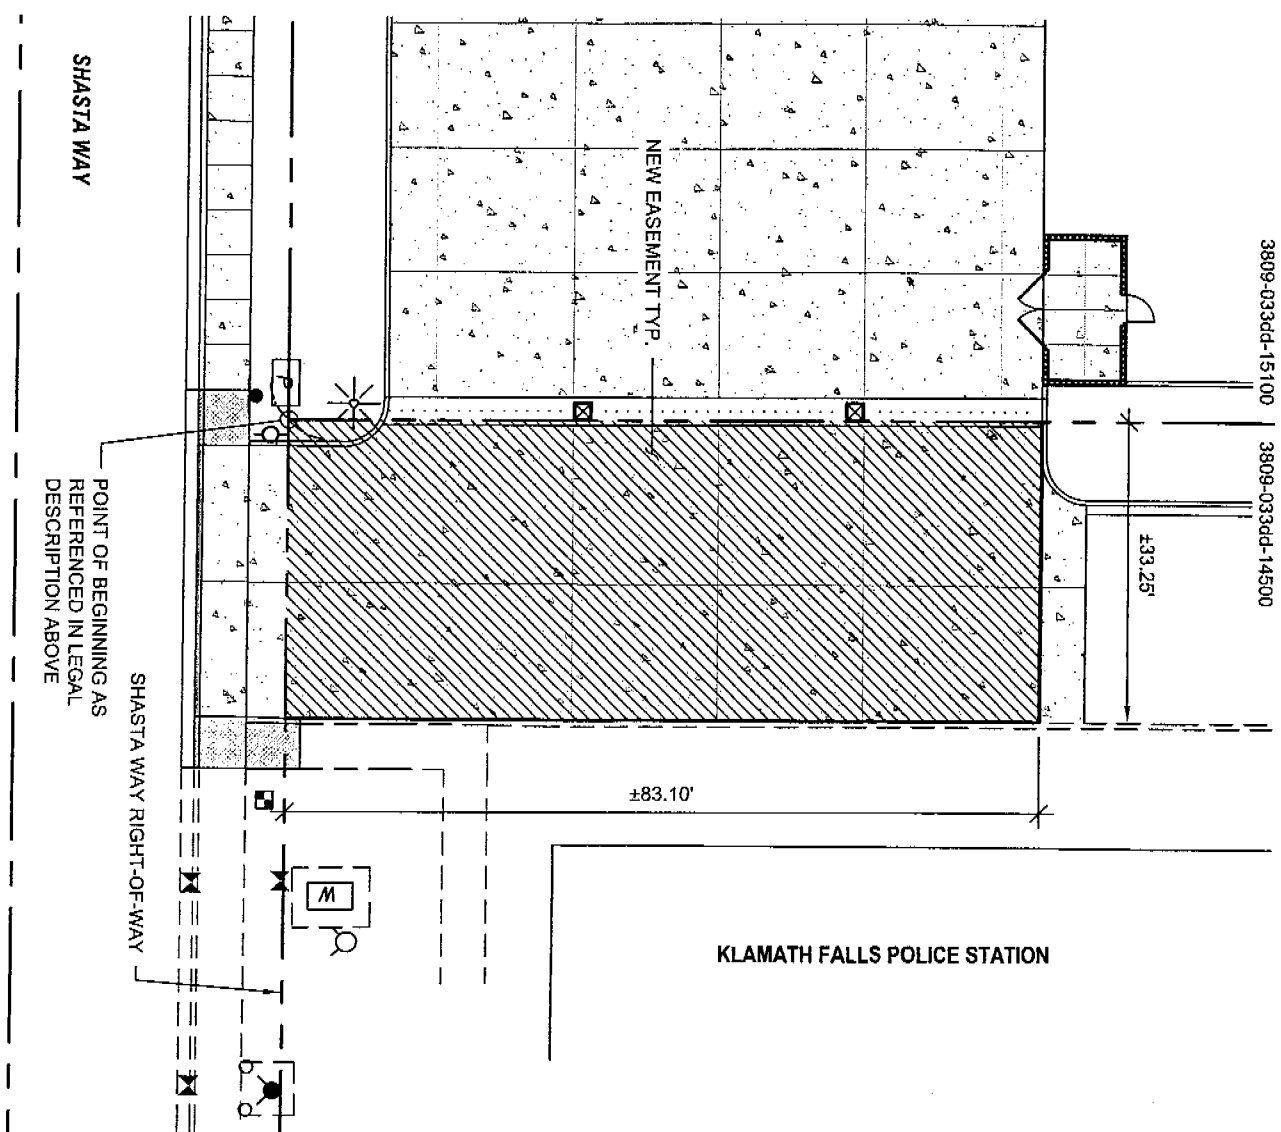 SHASTA WAY
NEW EASEMENT TYP.
3809-033dd-15100
3809-033dd-14500
±33.25'
P
POINT OF BEGINNING AS
REFERENCED IN LEGAL
DESCRIPTION ABOVE
SHASTA WAY RIGHT-OF-WAY
±83.10'
W
KLAMATH FALLS POLICE STATION